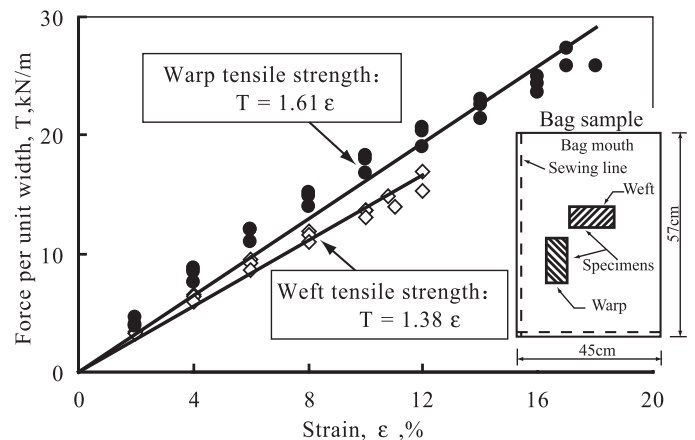 30
20
10
0
Force per unit width, T,kN/m
Warp tensile strength:
T = 1.61 ε
Weft tensile strength:
T = 1.38 ε
Bag sample
Bag mouth
Sewing line
Weft
Specimens
Warp
57cm
45cm
0 4 8 12 16 20
Strain, ε ,%